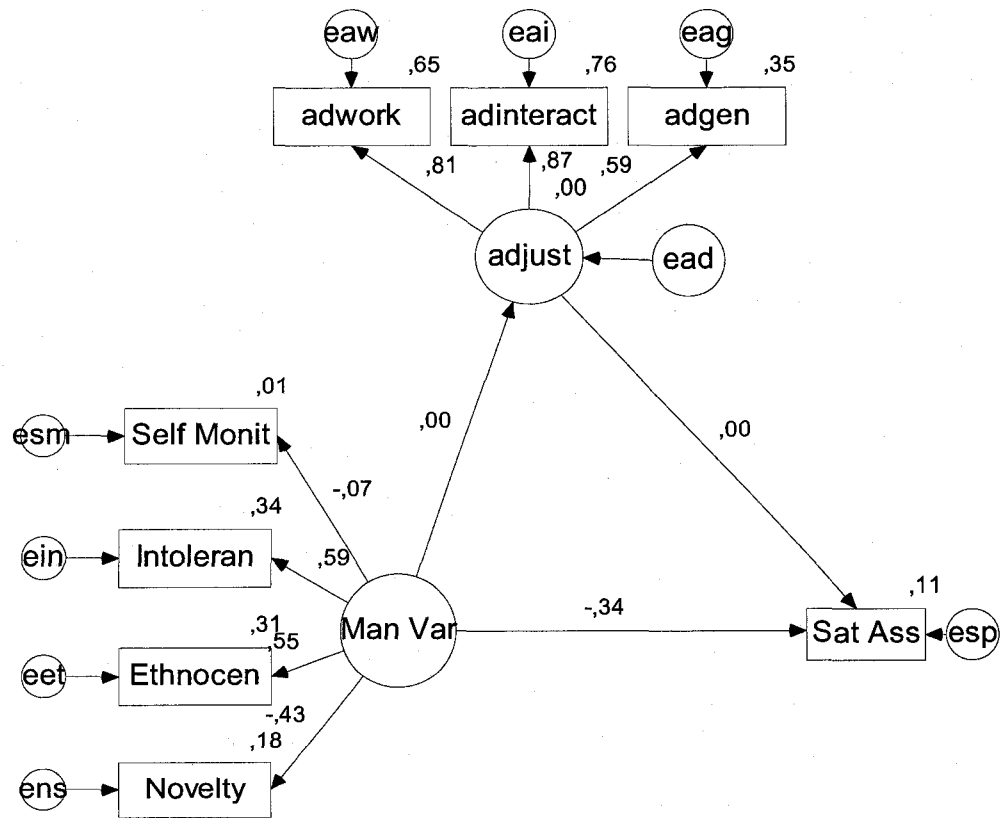 eaw
eai
eag
,65
,76
,35
adwork
adinteract
adgen
,81
,87
,59
,00
adjust
ead
,01
esm
Self Monit
,00
,00
-,07
,34
ein
Intoleran
,59
,31
,55
Man Var
-,34
,11
Sat Ass
esp
eet
Ethnocen
-,43
,18
ens
Novelty